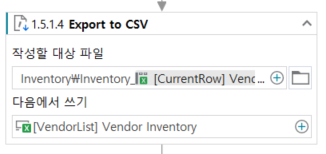 1.5.1.4 Export to CSV
작성할 대상 파일
Inventory₩Inventory_ [CurrentRow] Venc ...
다음에서 쓰기
[VendorList] Vendor Inventory